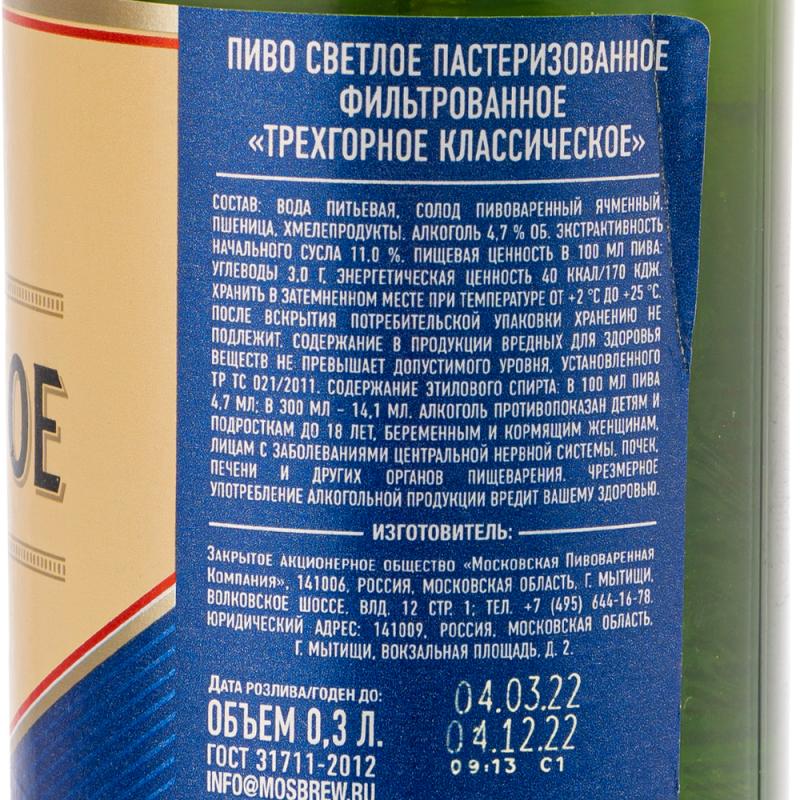 ОЕ
ПИВО СВЕТЛОЕ ПАСТЕРИЗОВАННОЕ
ФИЛЬТРОВАННОЕ
«ТРЕХГОРНОЕ КЛАССИЧЕСКОЕ»
СОСТАВ: ВОДА ПИТЬЕВАЯ, СОЛОД ПИВОВАРЕННЫЙ ЯЧМЕННЫЙ,
ПШЕНИЦА, ХМЕЛЕПРОДУКТЫ. АЛКОГОЛЬ 4,7 % ОБ. ЭКСТРАКТИВНОСТЬ
НАЧАЛЬНОГО СУСЛА 11.0 %. ПИЩЕВАЯ ЦЕННОСТЬ В 100 МЛ ПИВА:
УГЛЕВОДЫ 3,0 Г, ЭНЕРГЕТИЧЕСКАЯ ЦЕННОСТЬ 40 ККАЛ/170 КДЖ.
ХРАНИТЬ В ЗАТЕМНЕННОМ МЕСТЕ ПРИ ТЕМПЕРАТУРЕ ОТ +2 °С ДО +25 °С.
ПОСЛЕ ВСКРЫТИЯ ПОТРЕБИТЕЛЬСКОЙ УПАКОВКИ ХРАНЕНИЮ НЕ
ПОДЛЕЖИТ. СОДЕРЖАНИЕ В ПРОДУКЦИИ ВРЕДНЫХ ДЛЯ ЗДОРОВЬЯ
ВЕЩЕСТВ НЕ ПРЕВЫШАЕТ ДОПУСТИМОГО УРОВНЯ, УСТАНОВЛЕННОГО
ТР ТС 021/2011. СОДЕРЖАНИЕ ЭТИЛОВОГО СПИРТА: В 100 МЛ ПИВА
4,7 МЛ; В 300 МЛ - 14,1 МЛ. АЛКОГОЛЬ ПРОТИВОПОКАЗАН ДЕТЯМ И
ПОДРОСТКАМ ДО 18 ЛЕТ, БЕРЕМЕННЫМ И КОРМЯЩИМ ЖЕНЩИНАМ,
ЛИЦАМ С ЗАБОЛЕВАНИЯМИ ЦЕНТРАЛЬНОЙ НЕРВНОЙ СИСТЕМЫ, ПОЧЕК,
ПЕЧЕНИ И ДРУГИХ ОРГАНОВ ПИЩЕВАРЕНИЯ. ЧРЕЗМЕРНОЕ
УПОТРЕБЛЕНИЕ АЛКОГОЛЬНОЙ ПРОДУКЦИИ ВРЕДИТ ВАШЕМУ ЗДОРОВЬЮ.
ИЗГОТОВИТЕЛЬ:
ЗАКРЫТОЕ АКЦИОНЕРНОЕ ОБЩЕСТВО «МОСКОВСКАЯ ПИВОВАРЕННАЯ
КОМПАНИЯ», 141006, РОССИЯ, МОСКОВСКАЯ ОБЛАСТЬ, Г. МЫТИЩИ,
ВОЛКОВСКОЕ ШОССЕ, ВЛД. 12 СТР. 1; ТЕЛ. +7 (495) 644-16-78.
ЮРИДИЧЕСКИЙ АДРЕС: 141009, РОССИЯ, МОСКОВСКАЯ ОБЛАСТЬ,
Г. МЫТИЩИ, ВОКЗАЛЬНАЯ ПЛОЩАДЬ, Д. 2.
ДАТА РОЗЛИВА/ГОДЕН ДО:
04.03.22
04.12.22
09:13 C1
ОБЪЕМ 0,3 Л.
ГОСТ 31711-2012
INFO@MOSBREW.RU